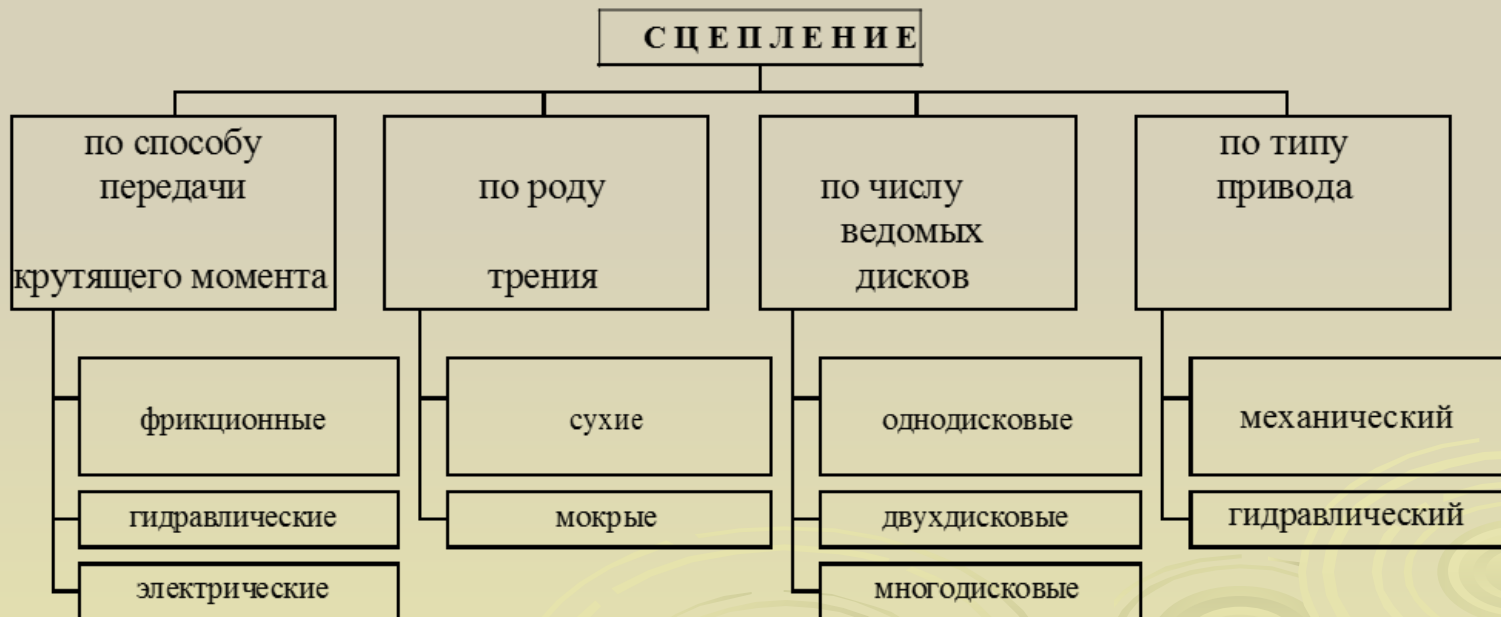 СЦЕПЛЕНИЕ
по способу
передачи
крутящего момента
по роду
трения
по числу
ведомых
дисков
по типу
привода
фрикционные
гидравлические
электрические
сухие
мокрые
однодисковые
двухдисковые
многодисковые
механический
гидравлический